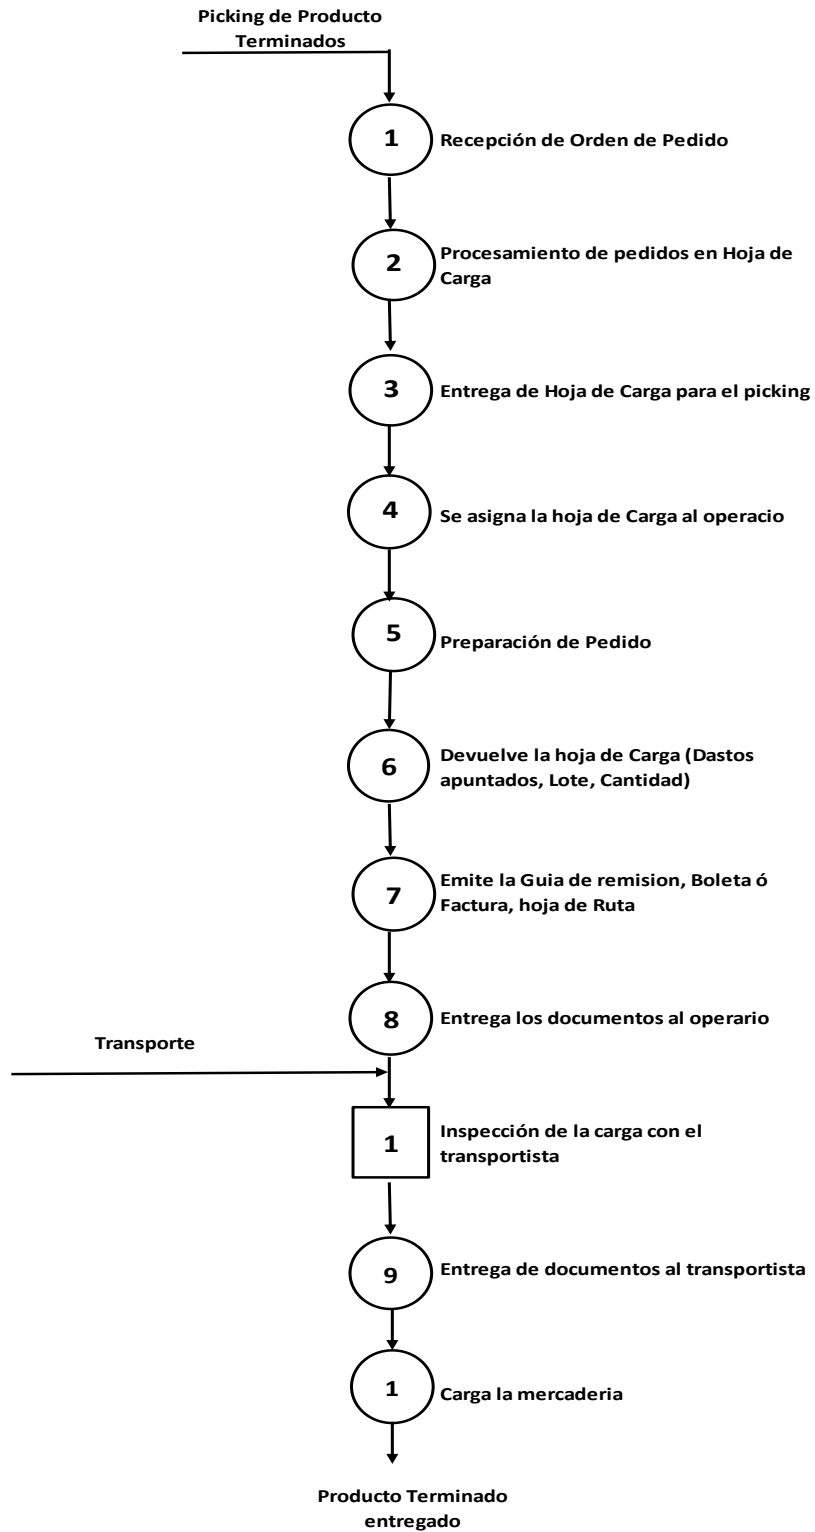 Picking de Producto
Terminados
1
Recepción de Orden de Pedido
2
Procesamiento de pedidos en Hoja de
Carga
3
Entrega de Hoja de Carga para el picking
4
Se asigna la hoja de Carga al operacio
5
Preparación de Pedido
6
Devuelve la hoja de Carga (Dastos
apuntados, Lote, Cantidad)
7
Emite la Guia de remision, Boleta ó
Factura, hoja de Ruta
8
Entrega los documentos al operario
Transporte
1
Inspección de la carga con el
transportista
9
Entrega de documentos al transportista
1
Carga la mercaderia
Producto Terminado
entregado